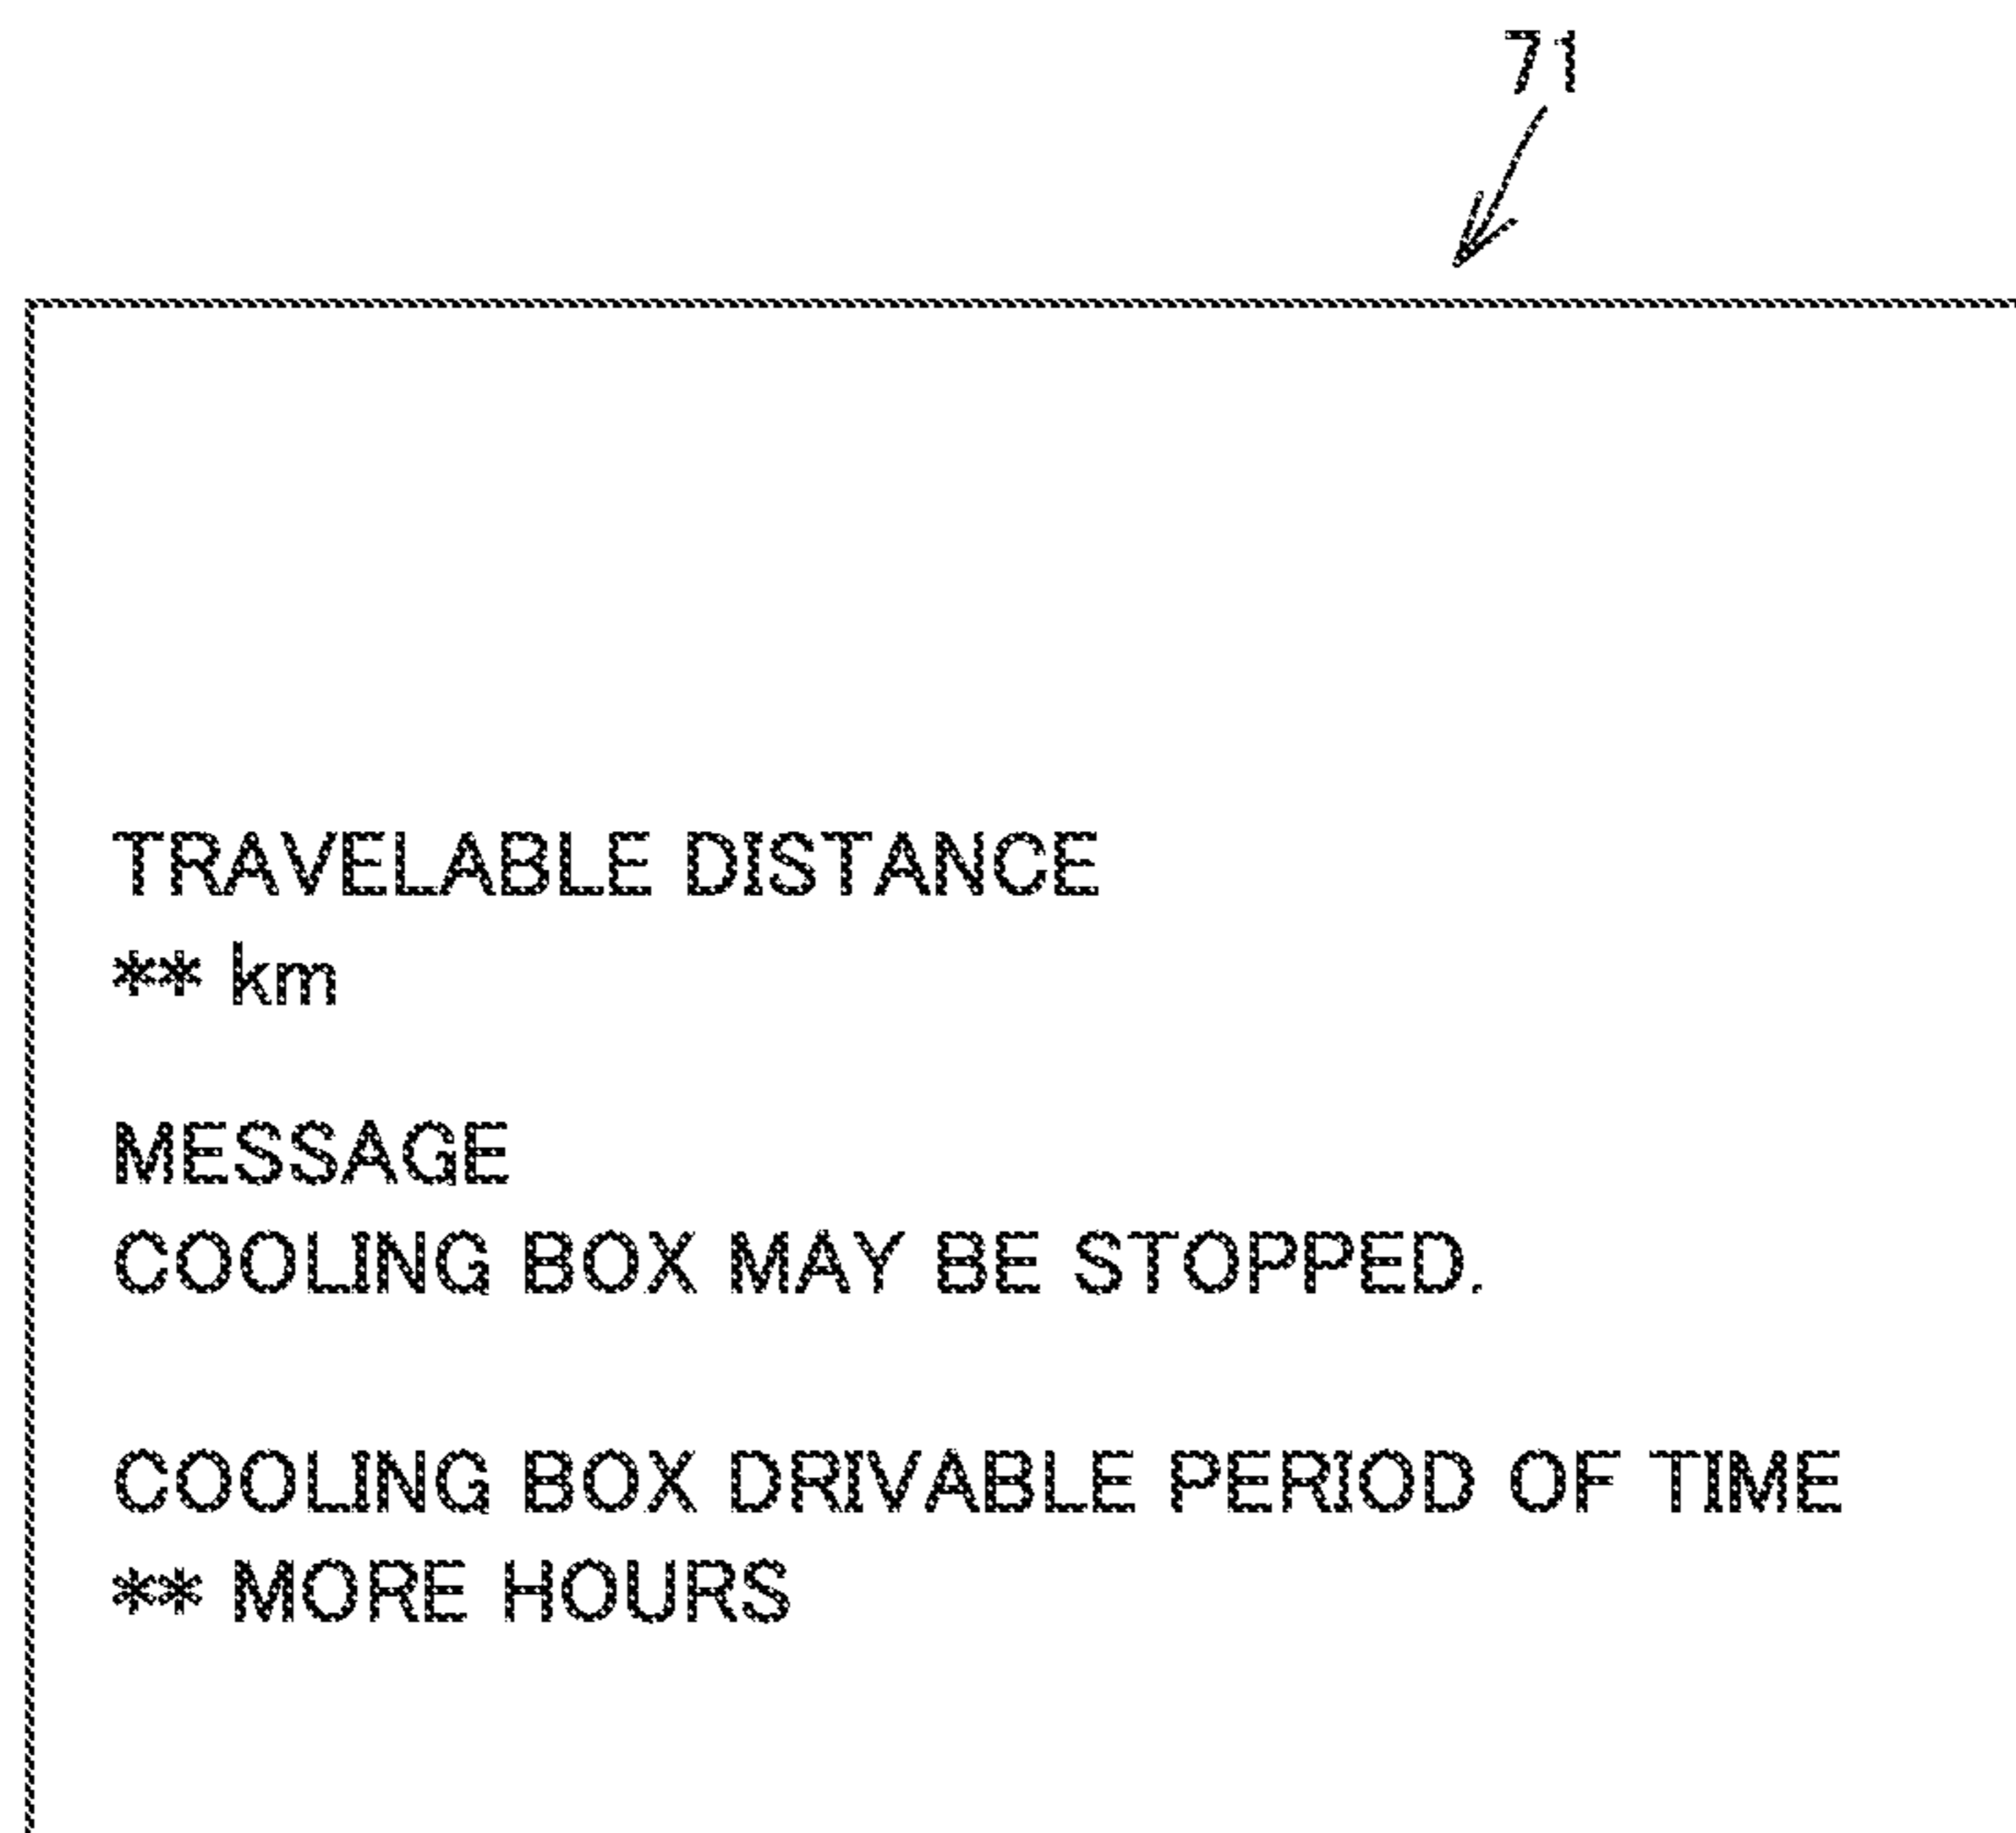 71
TRAVELABLE DISTANCE
** km
MESSAGE
COOLING BOX MAY BE STOPPED.
COOLING BOX DRIVABLE PERIOD OF TIME
** MORE HOURS